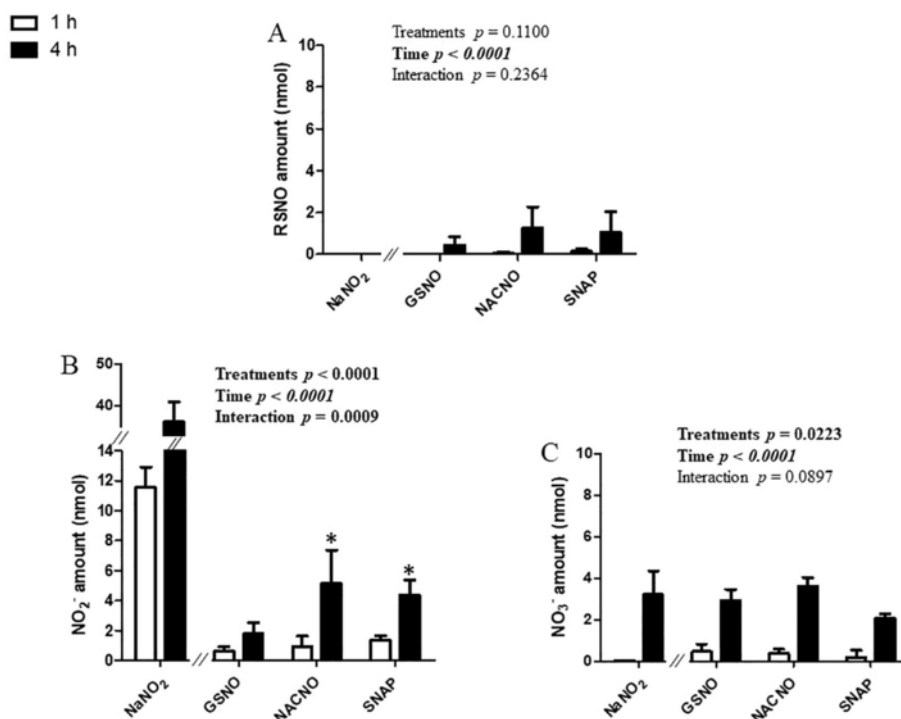 1 h
4 h
A
Treatments p = 0.1100
Time p < 0.0001
Interaction p = 0.2364
RSNO amount (nmol)
10
8
6
4
2
0
//
NaNO2
GSNO
NACNO
SNAP
B
Treatments p < 0.0001
Time p < 0.0001
Interaction p = 0.0009
NO2- amount (nmol)
50
40
14
12
10
8
6
4
2
0
*
*
//
NaNO2
GSNO
NACNO
SNAP
C
Treatments p = 0.0223
Time p < 0.0001
Interaction p = 0.0897
NO3- amount (nmol)
10
8
6
4
2
0
//
NaNO2
GSNO
NACNO
SNAP